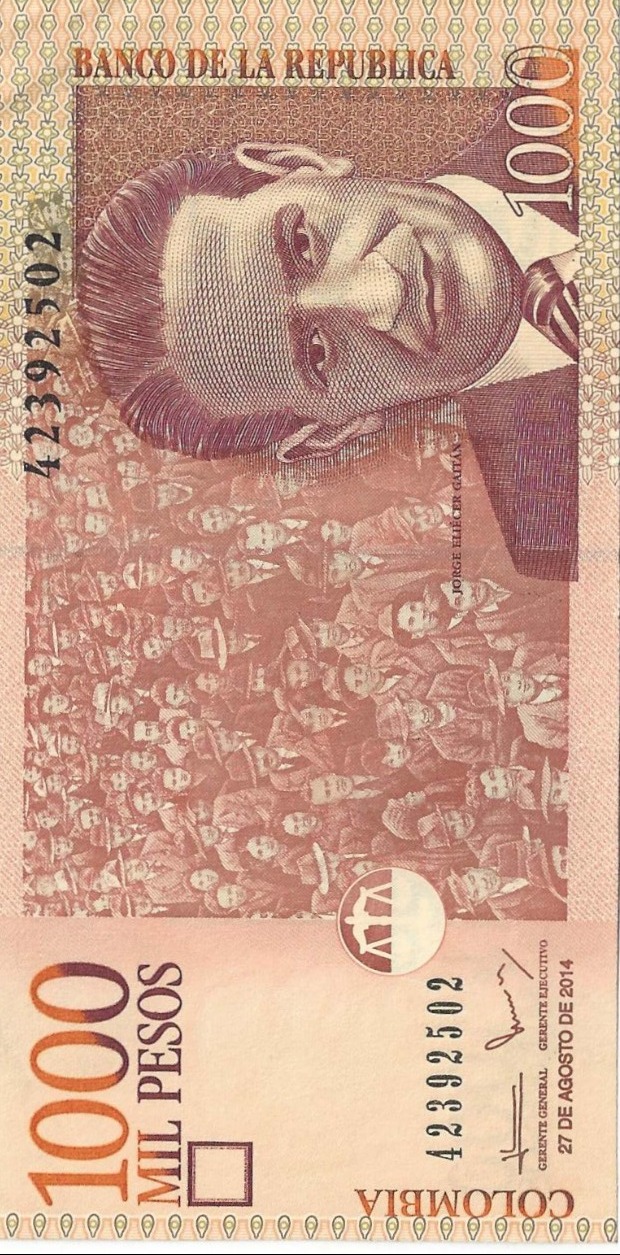 BANCO DE LA REPUBLICA
1000
42392502
JORGE ELIÉCER GAITÁN
1000
MIL PESOS
42392502
GERENTE GENERAL GERENTE EJECUTIVO
27 DE AGOSTO DE 2014
COLOMBIA